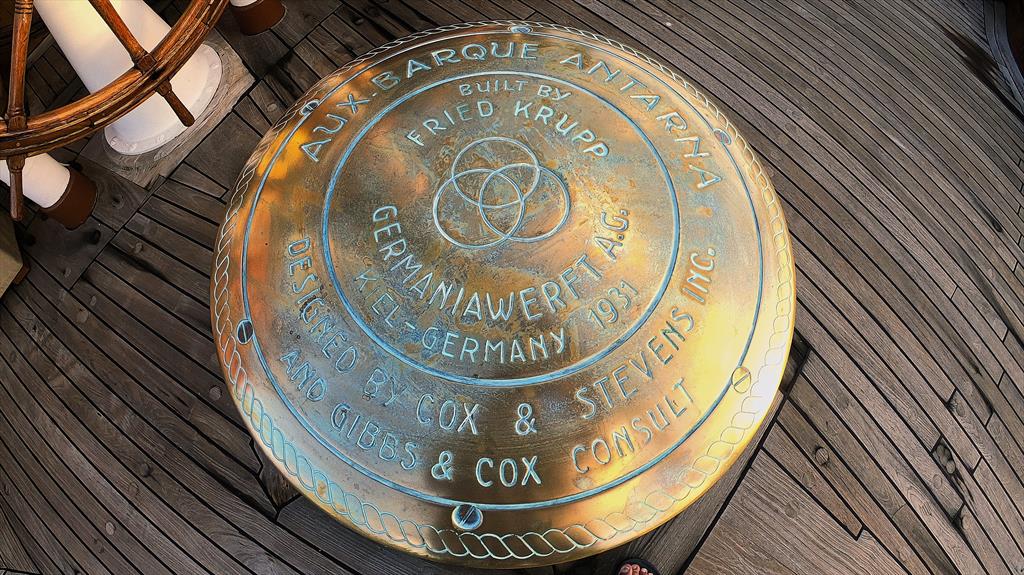 AUX. BARQUE ANTARNA
BUILT BY
FRIED KRUPP
GERMANIAWERFT A.G.
KIEL - GERMANY 1931
DESIGNED BY COX & STEVENS INC.
AND GIBBS & COX CONSULT